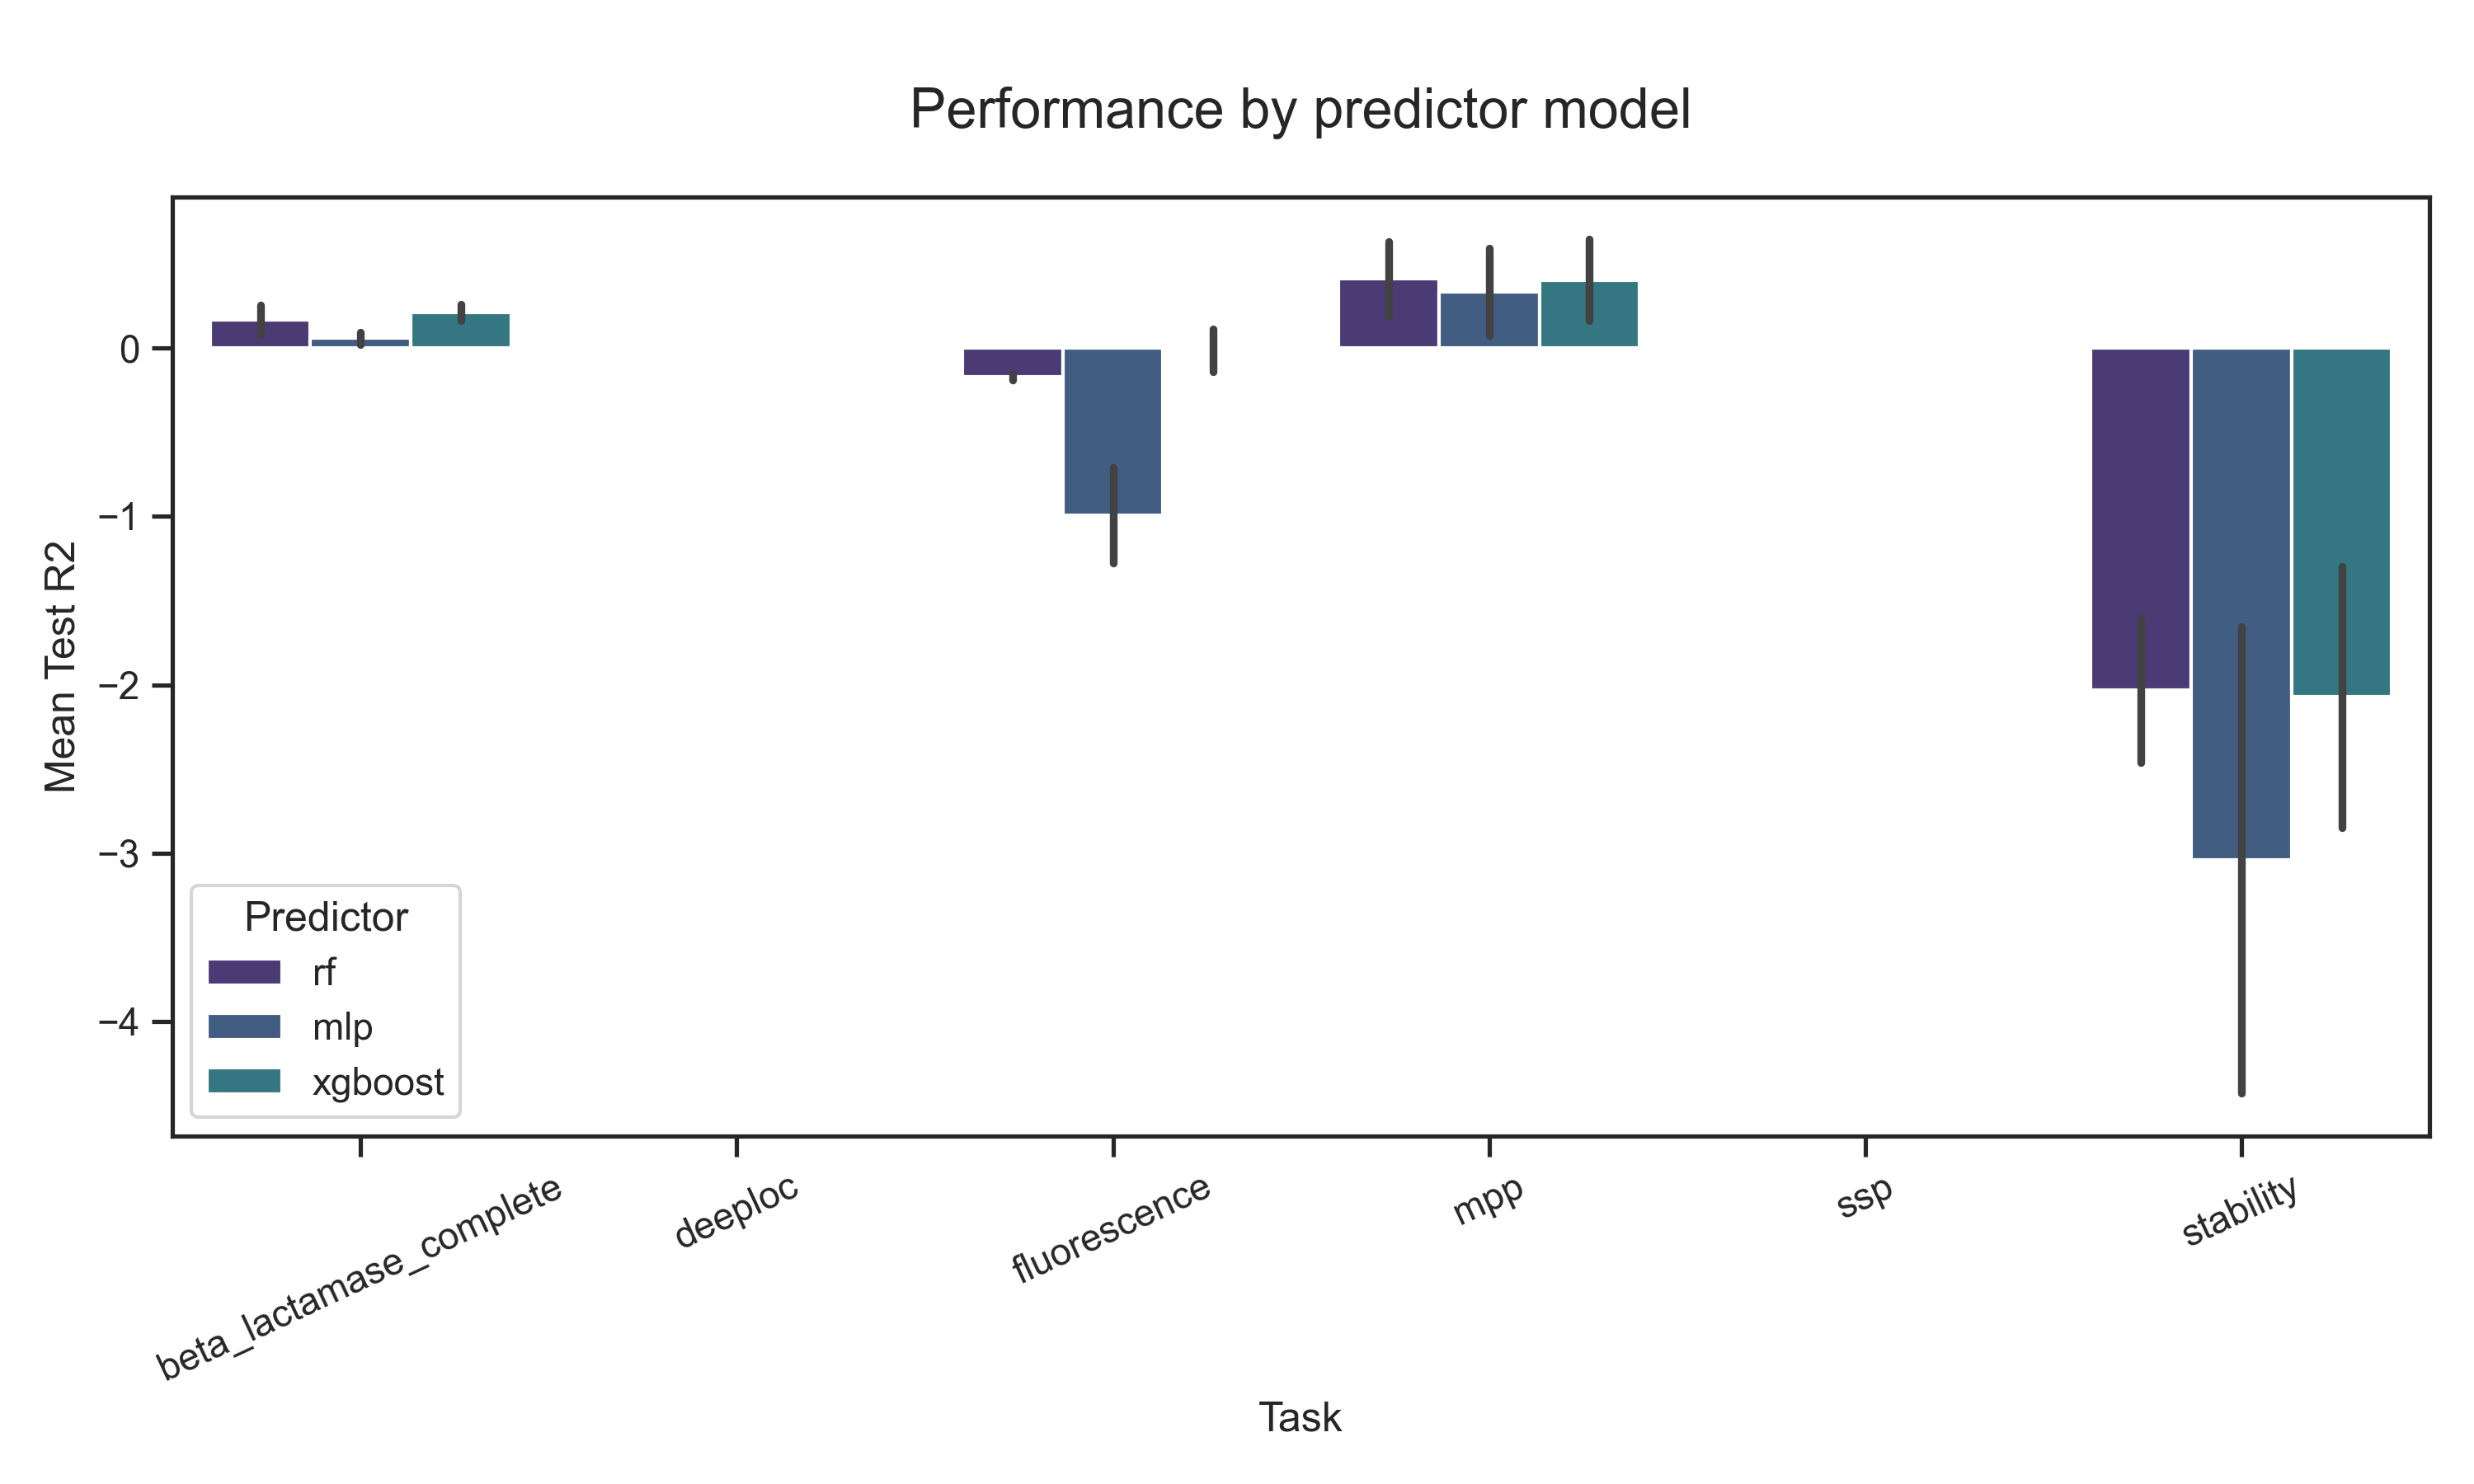 Performance by predictor model
Mean Test R2
0
−1
−2
−3
−4
Predictor
rf
mlp
xgboost
beta_lactamase_complete
deeploc
fluorescence
mpp
ssp
stability
Task